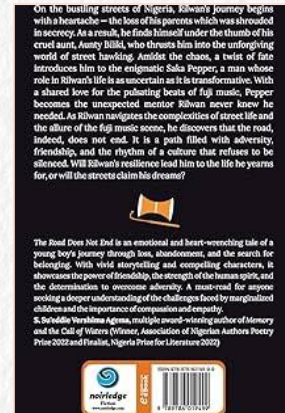 On the bustling streets of Nigeria, Rilwan's journey begins
with heartache — the loss of his parents which was shrouded
in secrecy. As a result, he finds himself under the thumb of his
cruel aunt, Aunty Biliki, who thrusts him into the unforgiving
world of street hawking. Amidst the chaos, a twist of fate
introduces him to the enigmatic Saka Pepper, a man whose
role in Rilwan's life is as uncertain as it is transformative. With
a shared love for the pulsating beats of fuji music, Pepper
becomes the unexpected mentor Rilwan never knew he
needed. As Rilwan navigates the complexities of street life and
the allure of the fuji music scene, he discovers that the road,
indeed, does not end. It is a path filled with adversity,
friendship, and the rhythm of a culture that refuses to be
silenced. Will Rilwan's resilience lead him to the life he yearns
for, or will the streets claim his dreams?
The Road Does Not End is an emotional and heart-wrenching tale of a
young boy's journey through loss, abandonment, and the search for
belonging. With vivid storytelling and compelling characters, it
showcases the power of friendship, the strength of the human spirit, and
the determination to overcome adversity. A must-read for anyone
seeking a deeper understanding of the challenges faced by marginalized
children and the importance of compassion and empathy.
S. Su'eddie Vershima Agema, multiple award-winning author of Memory
and the Call of Waters (Winner, Association of Nigerian Authors Poetry
Prize 2022 and Finalist, Nigeria Prize for Literature 2022)
noirledge
Fiction